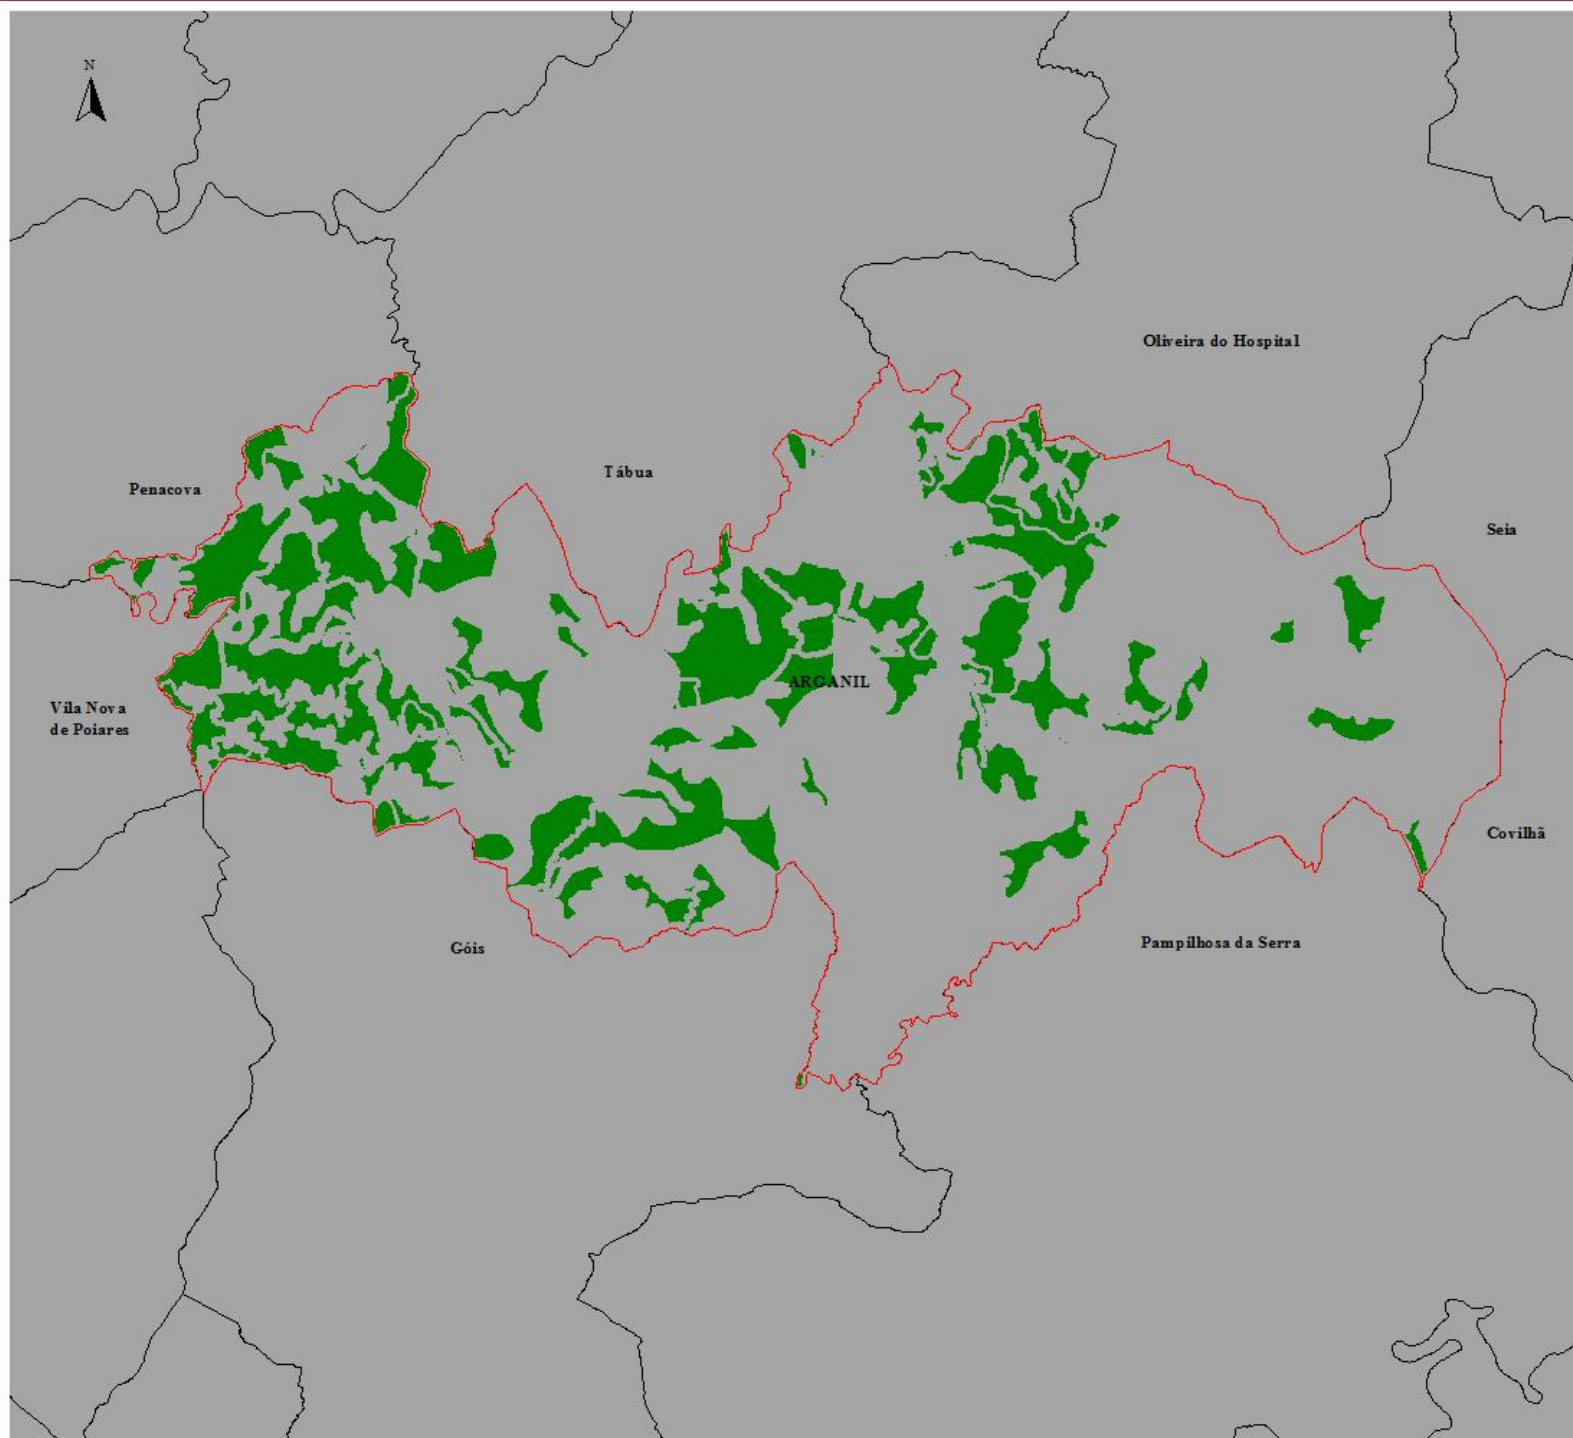 N
Oliveira do Hospital
Tábua
Penacova
Seia
ARGANIL
Vila Nova
de Poiares
Covilhã
Góis
Pampilhosa da Serra